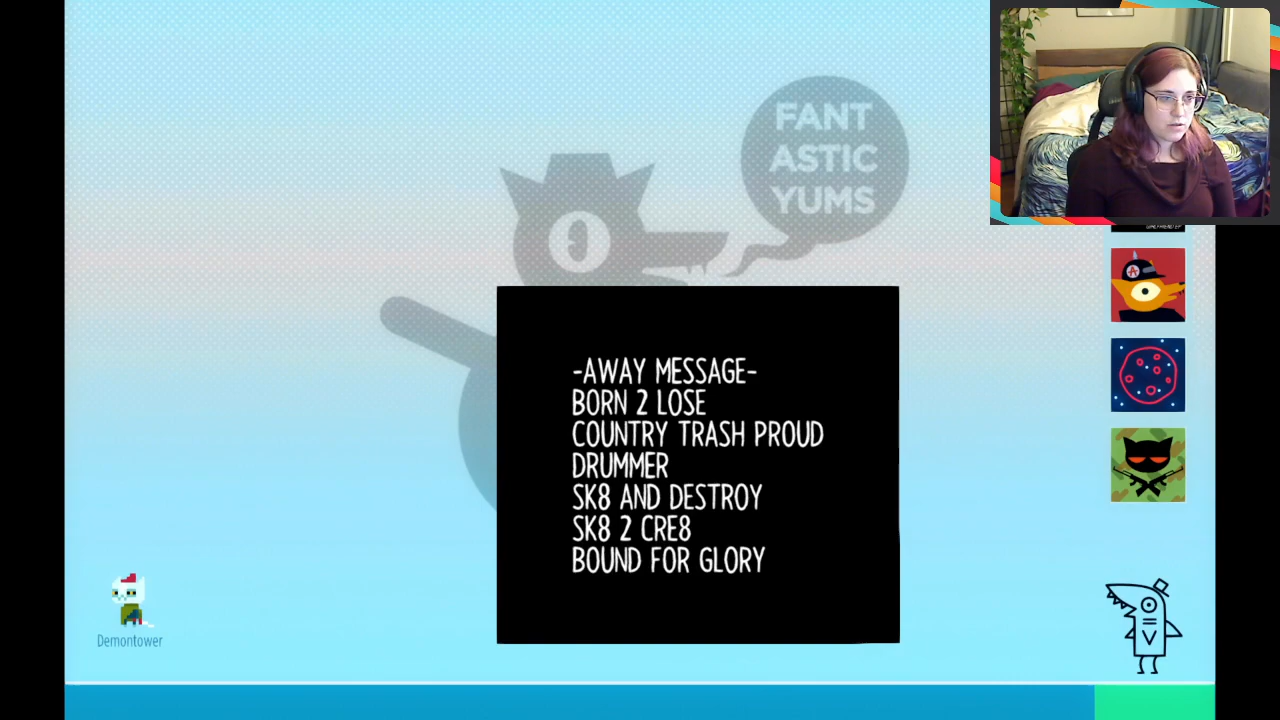 FANT
ASTIC
YUMS
-AWAY MESSAGE-
BORN 2 LOSE
COUNTRY TRASH PROUD
DRUMMER
SK8 AND DESTROY
SK8 2 CRE8
BOUND FOR GLORY
Demontower